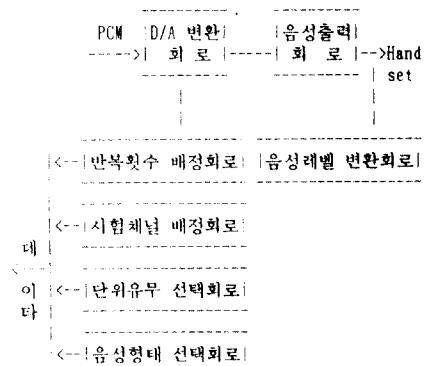 PCM D/A 변환 음성출력
회로 회 로 Hand
set
반복횟수 배정회로 음성레벨 변환회로
시험채널 배정회로
데
이 단위유무 선택회로
타
음성형태 선택회로